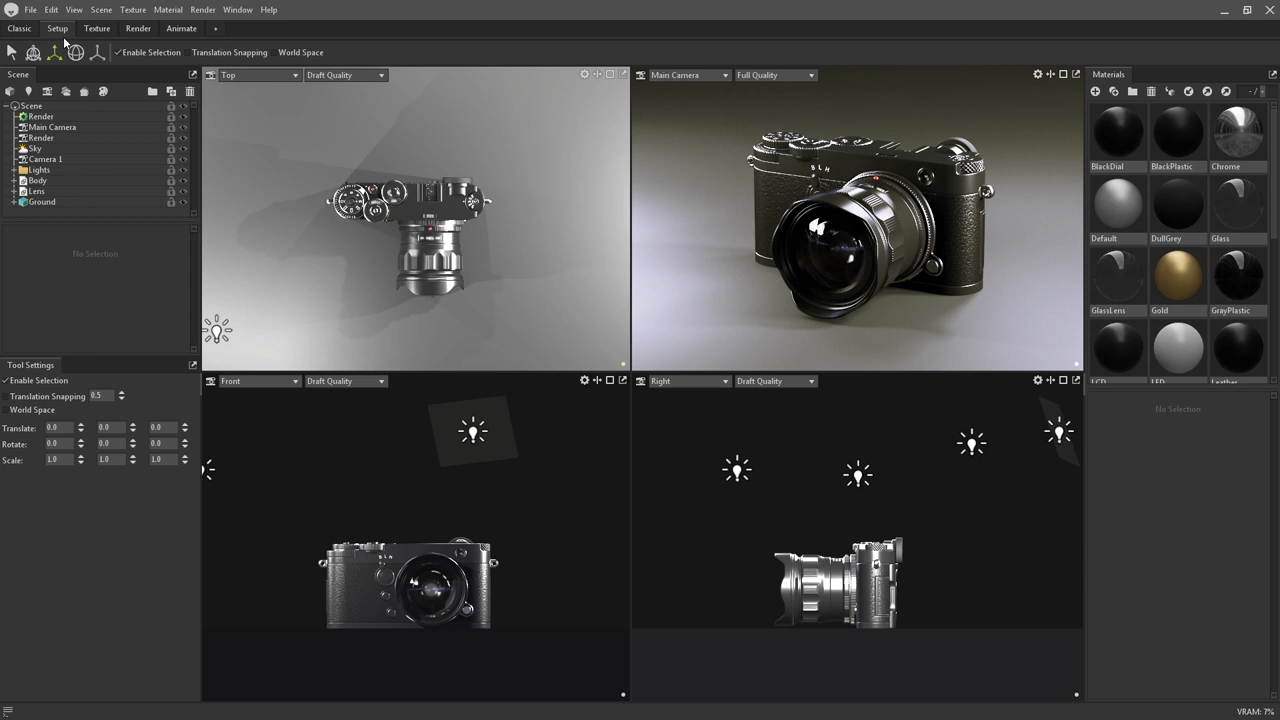 File Edit View Scene Texture Material Render Window Help
Classic Setup Texture Render Animate +
Enable Selection Translation Snapping World Space
Scene
Top Draft Quality
Main Camera Full Quality
Materials
Scene
Render
Main Camera
Render
Sky
Camera 1
Lights
Body
Lens
Ground
No Selection
Tool Settings
Enable Selection
Translation Snapping 0.5
World Space
Translate: 0.0 0.0 0.0
Rotate: 0.0 0.0 0.0
Scale: 1.0 1.0 1.0
Front Draft Quality
Right Draft Quality
- /
BlackDial BlackPlastic Chrome
Default DullGrey Glass
GlassLens Gold GrayPlastic
LCD LED Leather
No Selection
VRAM: 7%